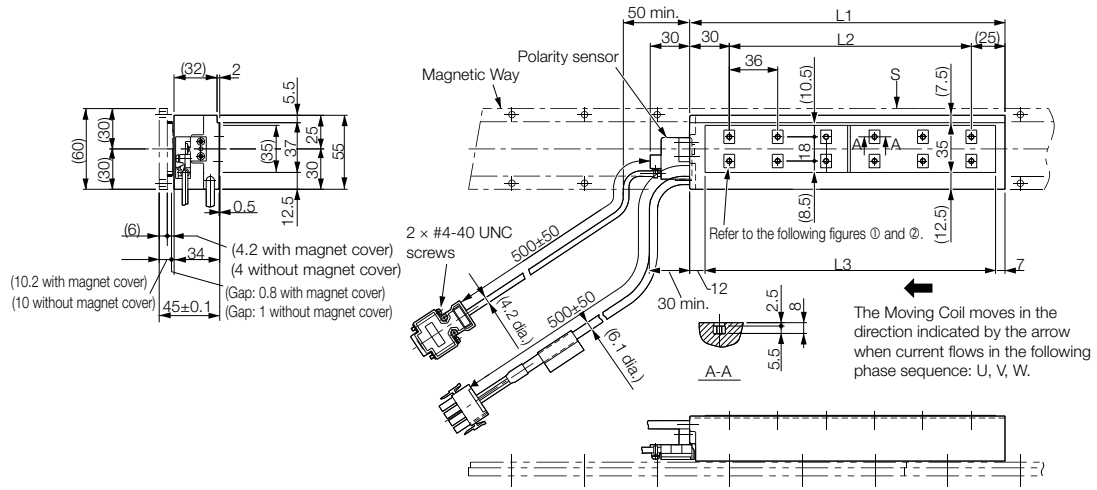 50 min.
L1
30
30
L2
(25)
(32)
2
Polarity sensor
36
Magnetic Way
(10.5)
S
(7.5)
5.5
(60)
(30)
(30)
(35)
37
25
30
55
18
A
A
35
0.5
12.5
(8.5)
(12.5)
(6)
34
(4.2 with magnet cover)
(4 without magnet cover)
2 × #4-40 UNC
screws
500±50
Refer to the following figures ① and ②.
(10.2 with magnet cover)
(10 without magnet cover)
(Gap: 0.8 with magnet cover)
(Gap: 1 without magnet cover)
45±0.1
L3
7
12
30 min.
(4.2 dia.)
500±50
(6.1 dia.)
2.5
8
5.5
A-A
The Moving Coil moves in the
direction indicated by the arrow
when current flows in the following
phase sequence: U, V, W.